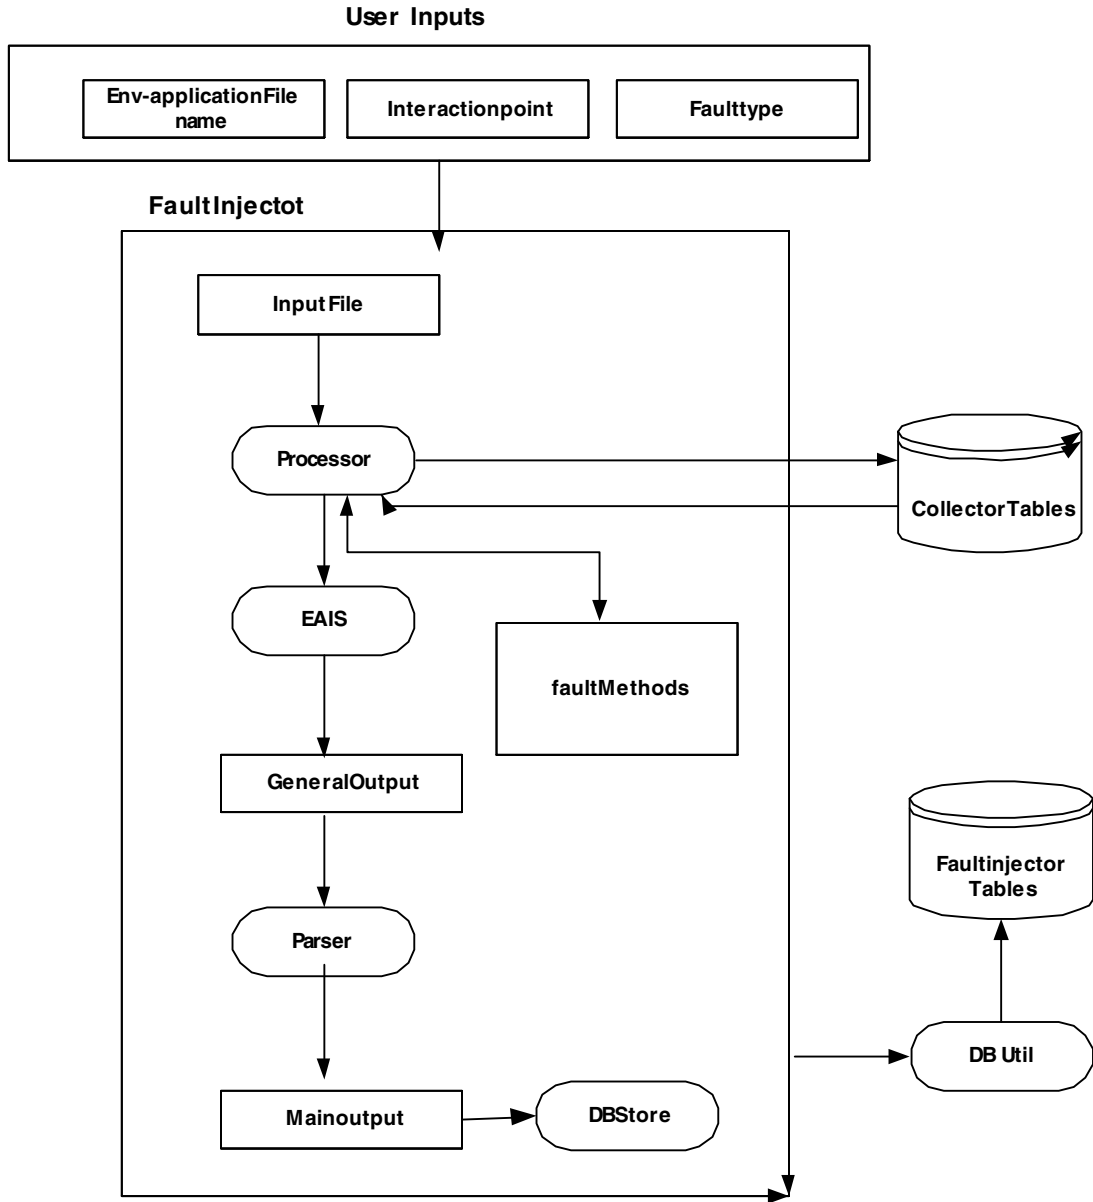 User Inputs
Env-applicationFile
name
Interactionpoint
Faulttype
FaultInjectot
InputFile
Processor
CollectorTables
EAIS
faultMethods
GeneralOutput
Faultinjector
Tables
Parser
DB Util
Mainoutput
DBStore